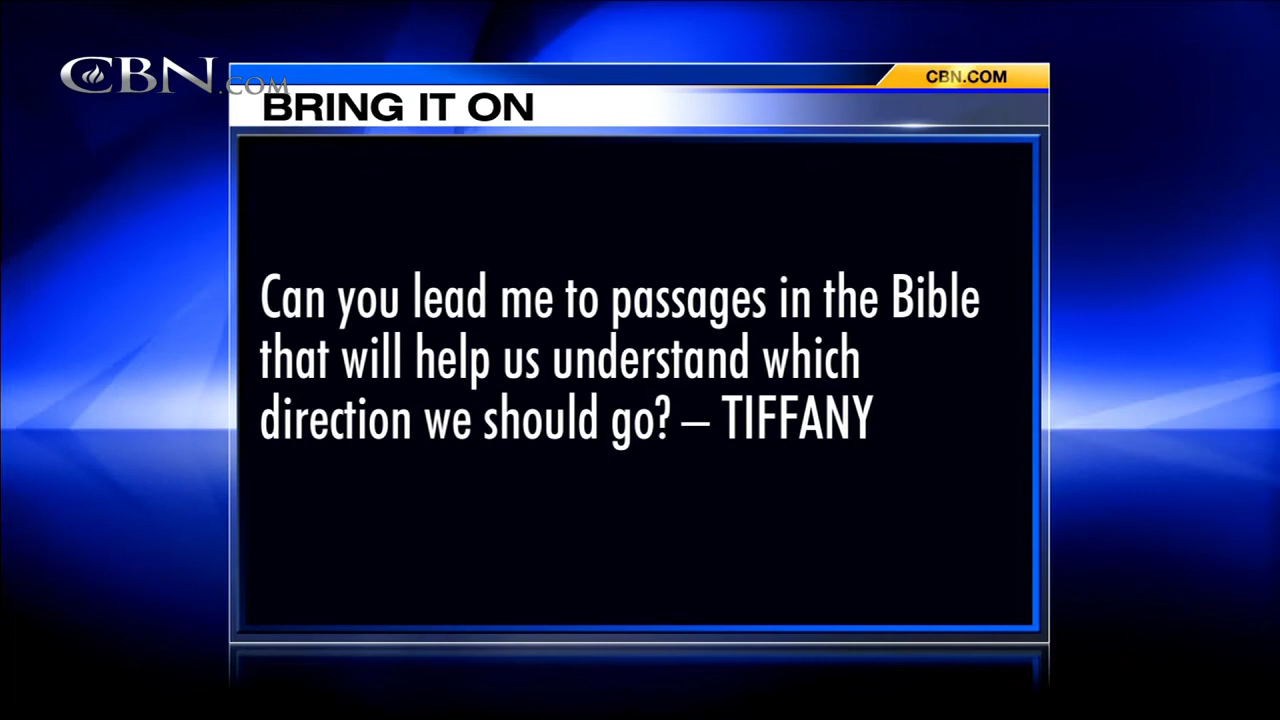 CBN.COM
CBN.COM
BRING IT ON
Can you lead me to passages in the Bible
that will help us understand which
direction we should go? – TIFFANY